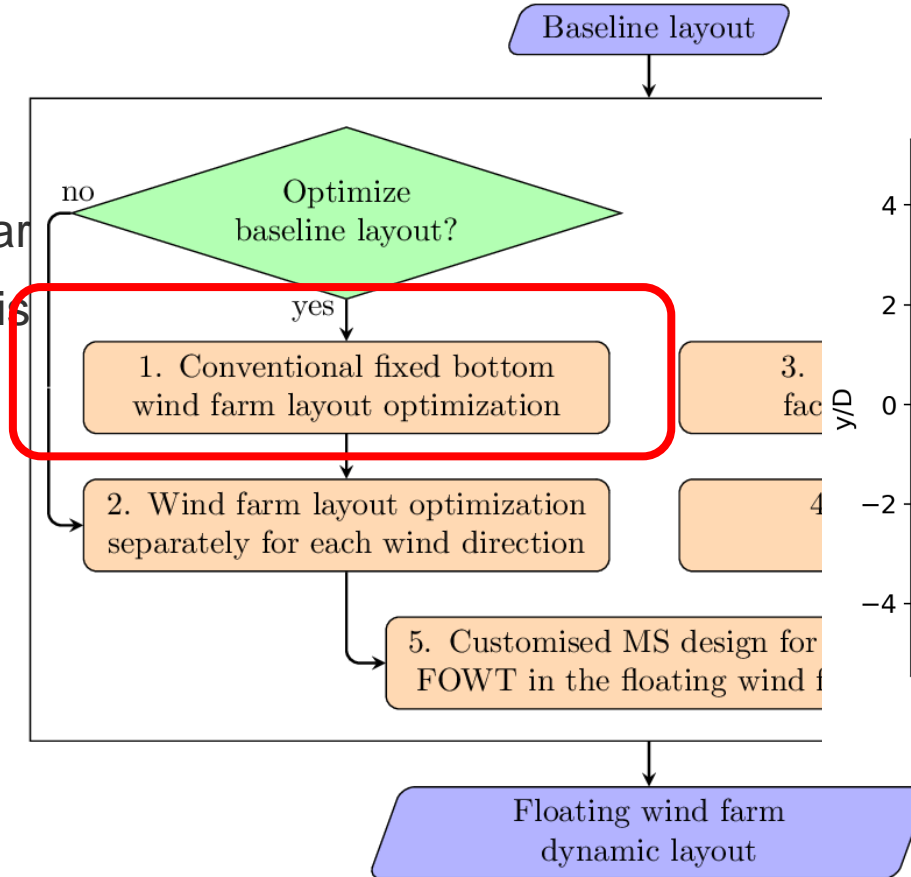 Baseline layout
no
Optimize
baseline layout?
ar
is
yes
1. Conventional fixed bottom
wind farm layout optimization
3.
fac
2. Wind farm layout optimization
separately for each wind direction
4
5. Customised MS design for
FOWT in the floating wind f
Floating wind farm
dynamic layout
y/D
4
2
0
−2
−4